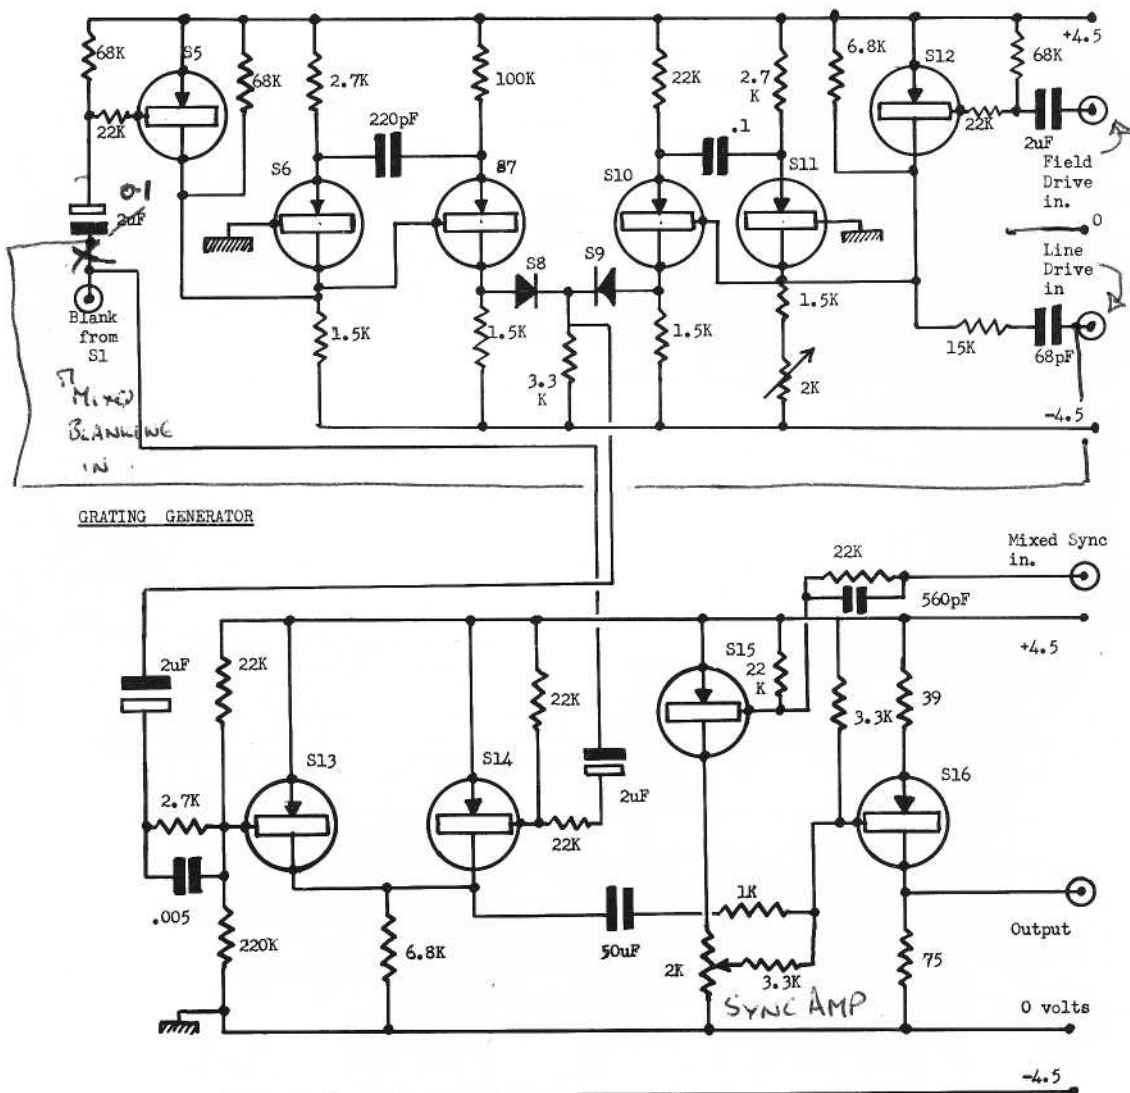 +4.5
68K
S5
68K
2.7K
100K
22K
2.7
K
6.8K
S12
68K
22K
220pF
.1
22K
2uF
Field
Drive
in.
S6
S7
S10
S11
0.1
2uF
0
Line
Drive
in
S8
S9
Blank
from
S1
1.5K
1.5K
3.3
K
1.5K
1.5K
2K
15K
68pF
MIXED
BLANKING
IN
-4.5
GRATING GENERATOR
Mixed Sync
in.
22K
560pF
+4.5
2uF
22K
22K
S15
22
K
3.3K
39
S13
S14
S16
2.7K
2uF
22K
.005
220K
6.8K
50uF
1K
2K
3.3K
75
Output
SYNC AMP
0 volts
-4.5